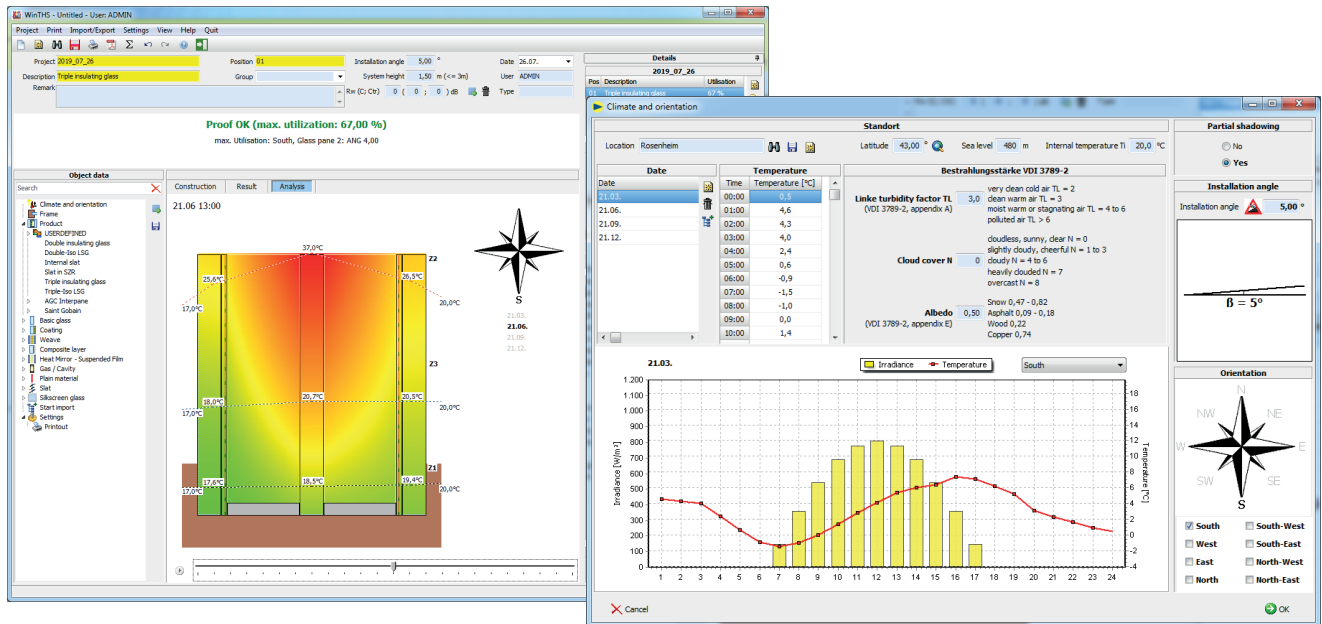 WinTHS - Untitled - User: ADMIN
Project Print Import/Export Settings View Help Quit
Project 2019_07_26 Position 01 Installation angle 5,00 ° Date 26.07.
Description Triple insulating glass Group System height 1,50 m (<= 3m) User ADMIN
Remark Rw (C; Ctr) 0 ( 0 ; 0 ) dB Type
Details
2019_07_26
Pos Description Utilisation
01 Triple insulating glass 67 %
Proof OK (max. utilization: 67,00 %)
max. Utilisation: South, Glass pane 2: ANG 4,00
Object data
Search
Climate and orientation
Frame
Product
USERDEFINED
Double insulating glass
Double-Iso LSG
Internal slat
Slat in SZR
Triple insulating glass
Triple-Iso LSG
AGC Interpane
Saint Gobain
Basic glass
Coating
Weave
Composite layer
Heat Mirror - Suspended Film
Gas / Cavity
Plain material
Slat
Silkscreen glass
Start import
Settings
Printout
Construction Result Analysis
21.06 13:00
37,0°C
Z2
25,6°C 26,5°C
17,0°C 20,0°C
Z3
18,0°C 20,7°C 20,5°C
17,0°C 20,0°C
Z1
17,6°C 18,5°C 19,4°C
17,0°C 20,0°C
S
21.03.
21.06.
21.09.
21.12.
Climate and orientation
Standort
Location Rosenheim Latitude 43,00 ° Sea level 480 m Internal temperature Ti 20,0 °C
Date
Date
21.03.
21.06.
21.09.
21.12.
Temperature
Time Temperature [°C]
00:00 0,5
01:00 4,6
02:00 4,3
03:00 4,0
04:00 2,4
05:00 0,6
06:00 -0,9
07:00 -1,5
08:00 -1,0
09:00 0,0
10:00 1,4
Bestrahlungsstärke VDI 3789-2
Linke turbidity factor TL 3,0
(VDI 3789-2, appendix A)
very clean cold air TL = 2
clean warm air TL = 3
moist warm or stagnating air TL = 4 to 6
polluted air TL > 6
Cloud cover N 0
cloudless, sunny, clear N = 0
slightly cloudy, cheerful N = 1 to 3
cloudy N = 4 to 6
heavily clouded N = 7
overcast N = 8
Albedo 0,50
(VDI 3789-2, appendix E)
Snow 0,47 - 0,82
Asphalt 0,09 - 0,18
Wood 0,22
Copper 0,74
Partial shadowing
No
Yes
Installation angle
Installation angle 5,00 °
ß = 5°
21.03. Irradiance Temperature South
Irradiance [W/m²]
1.200
1.100
1.000
900
800
700
600
500
400
300
200
100
0
Temperature [°C]
18
16
14
12
10
8
6
4
2
0
-2
-4
1 2 3 4 5 6 7 8 9 10 11 12 13 14 15 16 17 18 19 20 21 22 23 24
Orientation
N
NW NE
W E
SW SE
S
South South-West
West South-East
East North-West
North North-East
Cancel OK